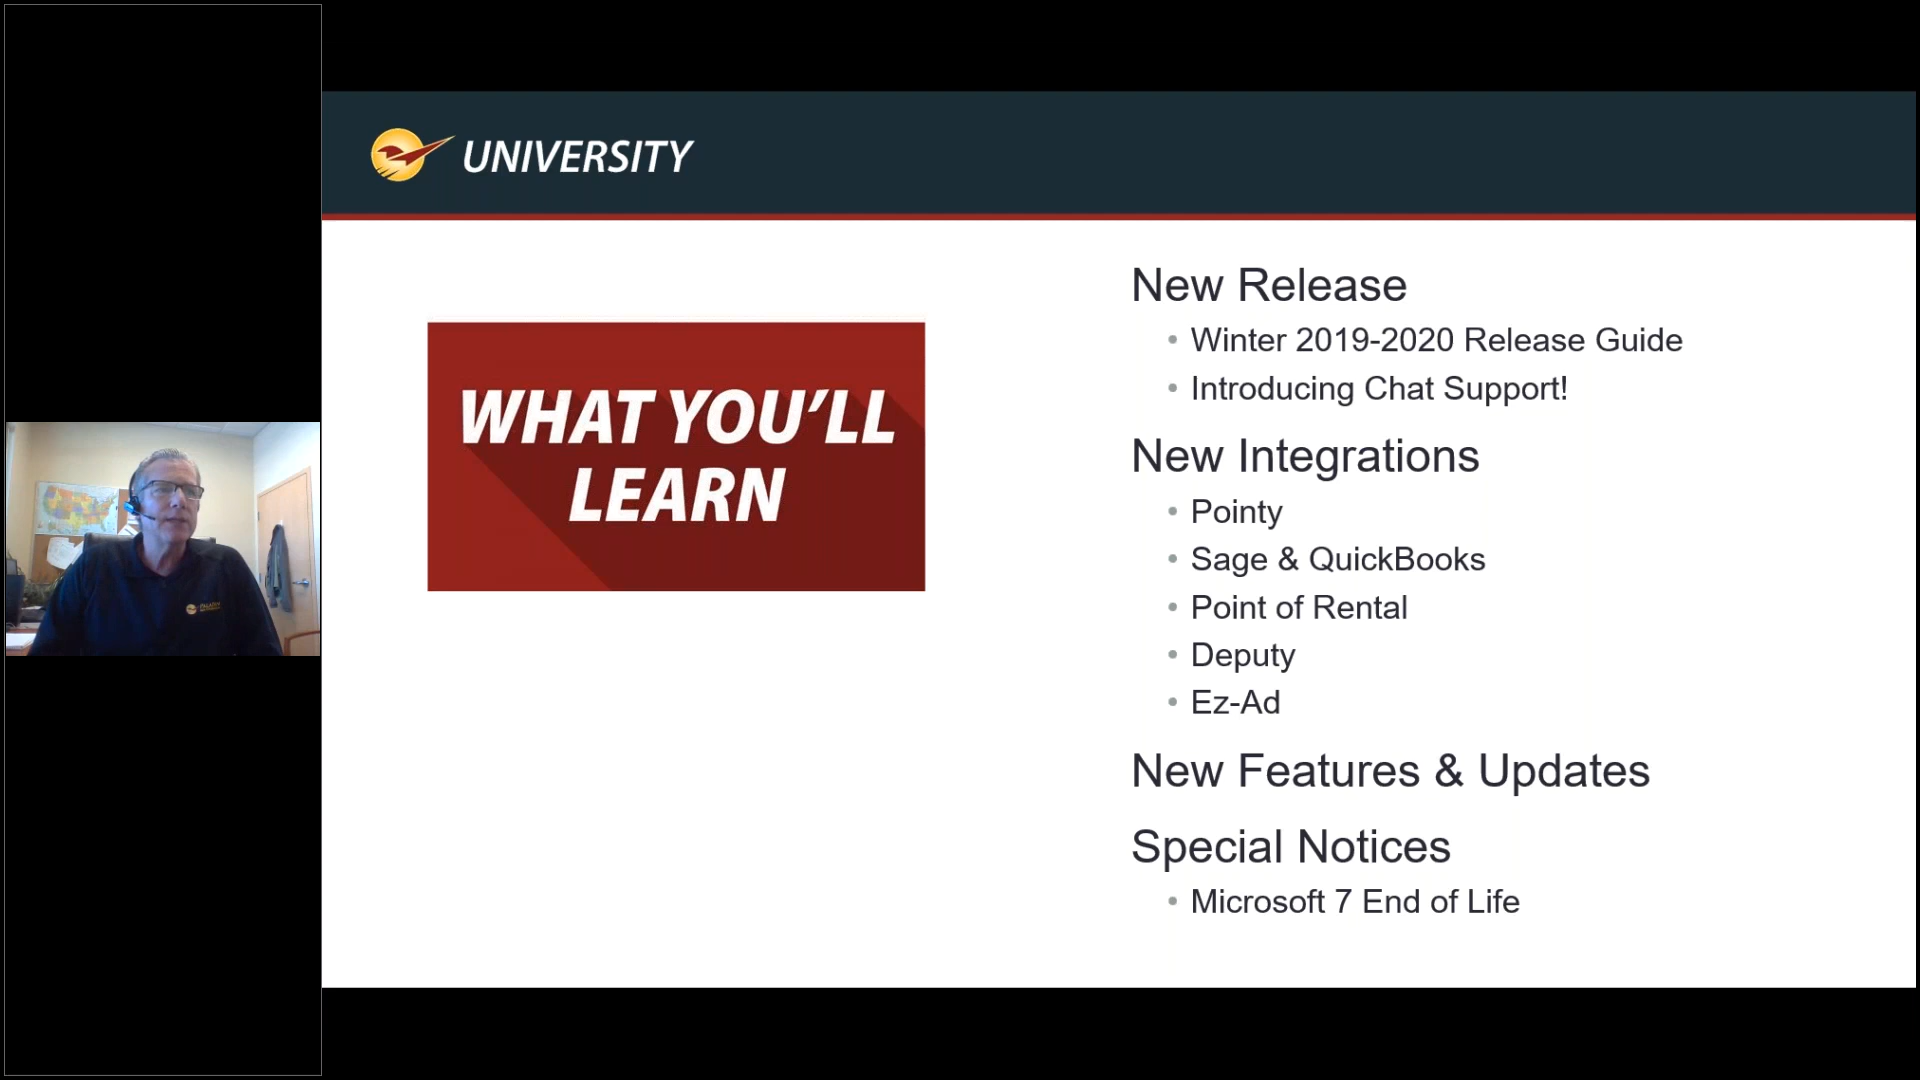 UNIVERSITY
WHAT YOU'LL
LEARN
New Release
• Winter 2019-2020 Release Guide
• Introducing Chat Support!
New Integrations
• Pointy
• Sage & QuickBooks
• Point of Rental
• Deputy
• Ez-Ad
New Features & Updates
Special Notices
• Microsoft 7 End of Life